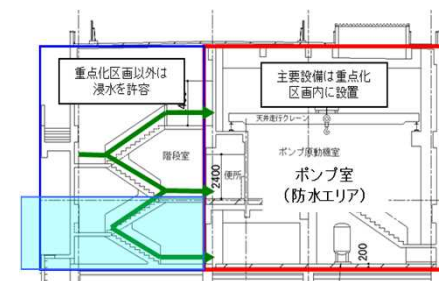 重点化区画以外は
浸水を許容
主要設備は重点化
区画内に設置
天井走行クレーン
階段室
便所
2400
ポンプ原動機室
ポンプ室
（防水エリア）
200